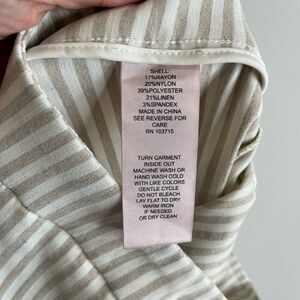 SHELL:
17%RAYON
20%NYLON
39%POLYESTER
21%LINEN
3%SPANDEX
MADE IN CHINA
SEE REVERSE FOR
CARE
RN 103715
TURN GARMENT
INSIDE OUT
MACHINE WASH OR
HAND WASH COLD
WITH LIKE COLORS
GENTLE CYCLE
DO NOT BLEACH
LAY FLAT TO DRY
WARM IRON
IF NEEDED
OR DRY CLEAN